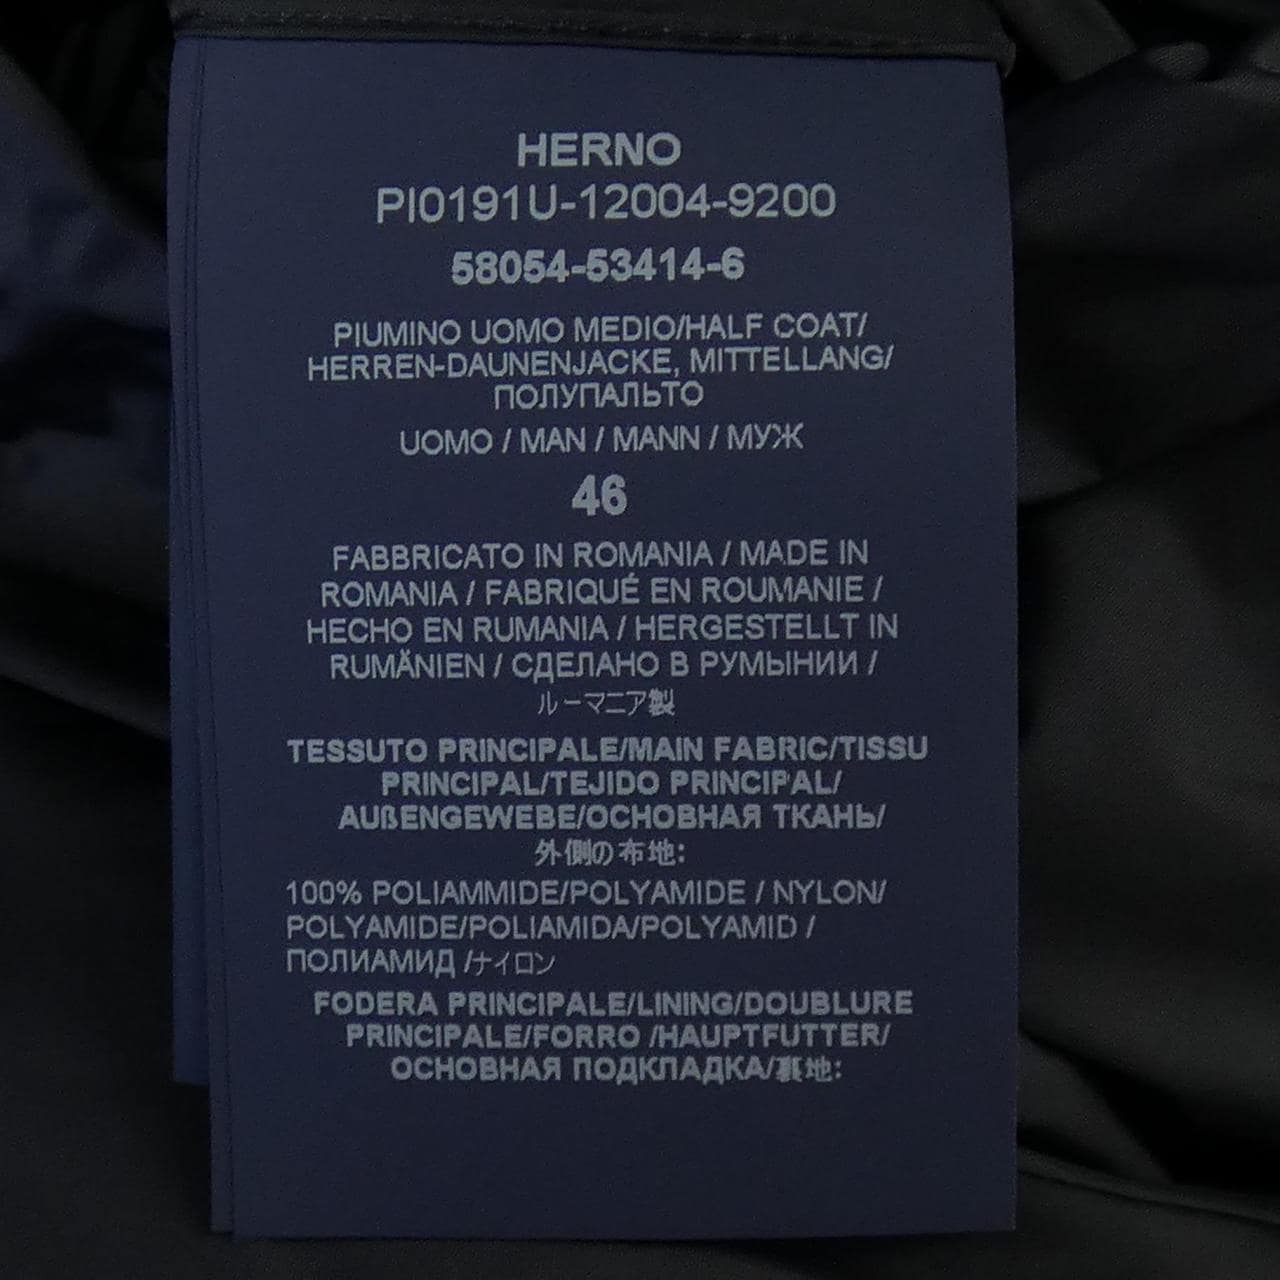 HERNO
PI0191U-12004-9200
58054-53414-6
PIUMINO UOMO MEDIO/HALF COAT/
HERREN-DAUNENJACKE, MITTELLANG/
ПОЛУПАЛЬТО
UOMO / MAN / MANN / МУЖ
46
FABBRICATO IN ROMANIA / MADE IN
ROMANIA / FABRIQUÉ EN ROUMANIE /
HECHO EN RUMANIA / HERGESTELLT IN
RUMÄNIEN / СДЕЛАНО В РУМЫНИИ /
ルーマニア製
TESSUTO PRINCIPALE/MAIN FABRIC/TISSU
PRINCIPAL/TEJIDO PRINCIPAL/
AUßENGEWEBE/ОСНОВНАЯ ТКАНЬ/
外側の布地:
100% POLIAMMIDE/POLYAMIDE / NYLON/
POLYAMIDE/POLIAMIDA/POLYAMID /
ПОЛИАМИД /ナイロン
FODERA PRINCIPALE/LINING/DOUBLURE
PRINCIPALE/FORRO /HAUPTFUTTER/
ОСНОВНАЯ ПОДКЛАДКА/裏地: